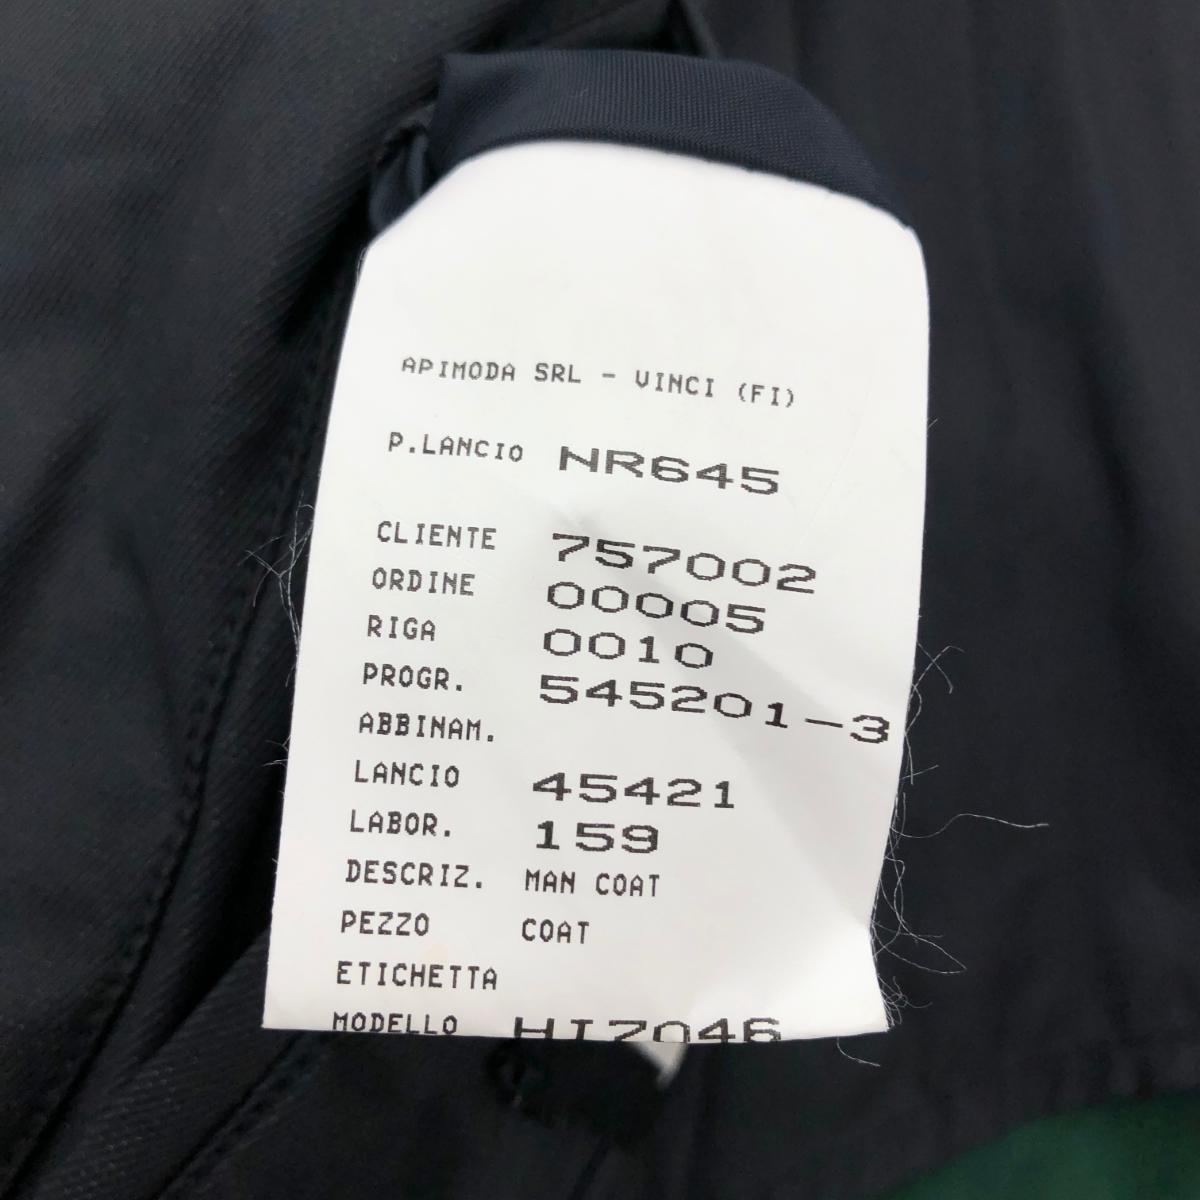 APIMODA SRL - VINCI (FI)
P.LANCIO NR645
CLIENTE 757002
ORDINE 00005
RIGA 0010
PROGR. 545201-3
ABBINAM.
LANCIO 45421
LABOR. 159
DESCRIZ. MAN COAT
PEZZO COAT
ETICHETTA
MODELLO